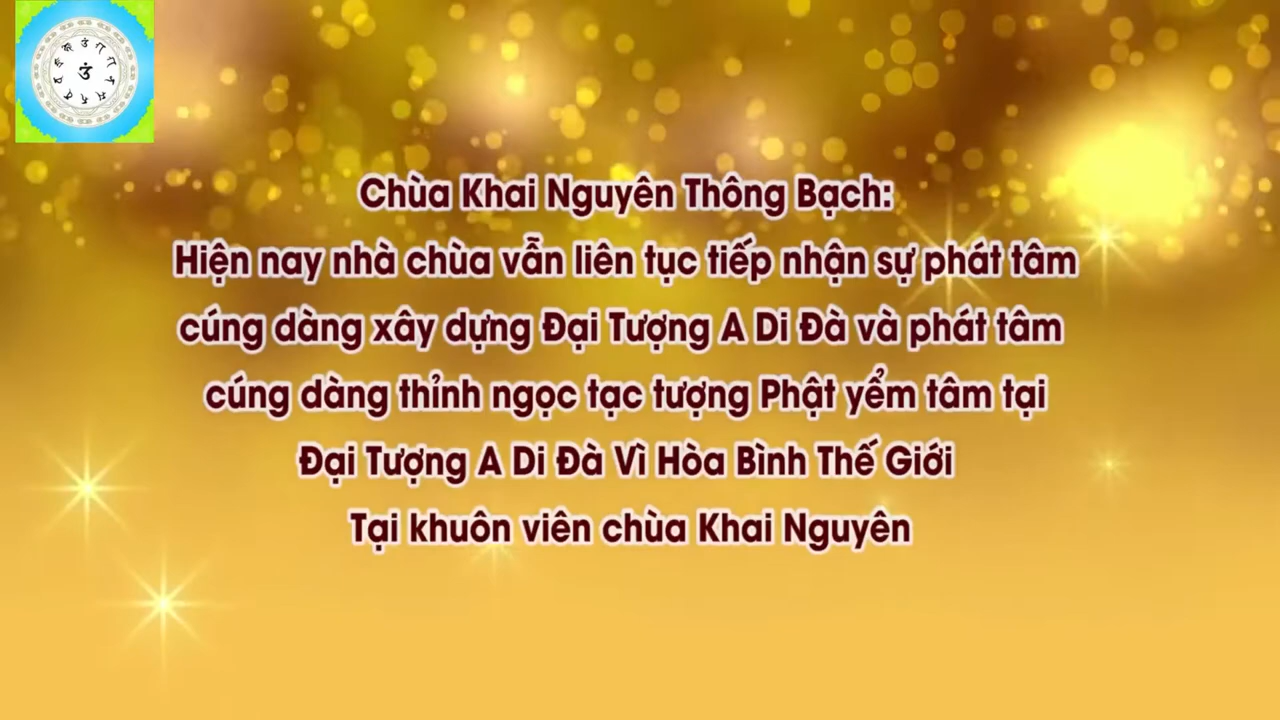 Chùa Khai Nguyên Thông Bạch:
Hiện nay nhà chùa vẫn liên tục tiếp nhận sự phát tâm
cúng dàng xây dựng Đại Tượng A Di Đà và phát tâm
cúng dàng thỉnh ngọc tạc tượng Phật yểm tâm tại
Đại Tượng A Di Đà Vì Hòa Bình Thế Giới
Tại khuôn viên chùa Khai Nguyên